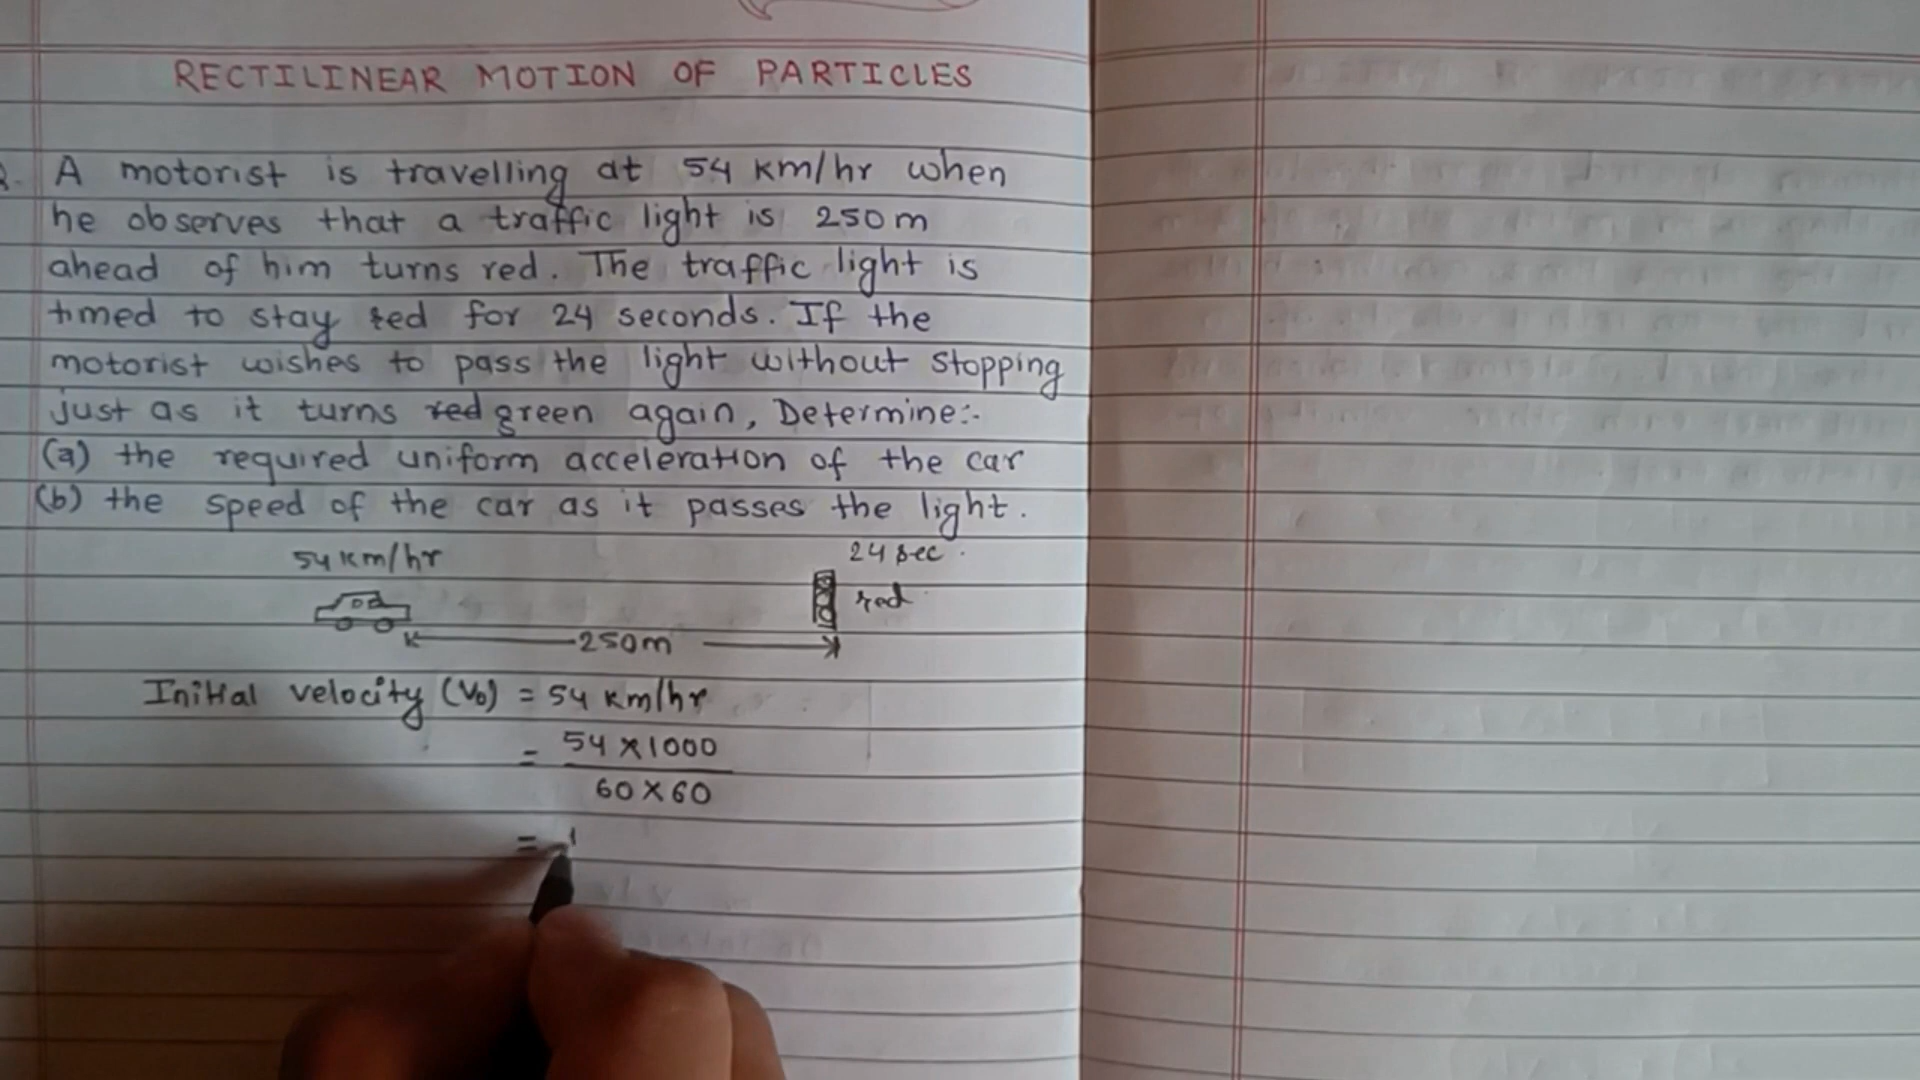 RECTILINEAR MOTION OF PARTICLES
A motorist is travelling at 54 km/hr when
he observes that a traffic light is 250m
ahead of him turns red. The traffic light is
timed to stay red for 24 seconds. If the
motorist wishes to pass the light without stopping
just as it turns red green again, Determine:-
(a) the required uniform acceleration of the car
(b) the speed of the car as it passes the light.
54 km/hr
24 sec
red
250m
Initial velocity (V0) = 54 km/hr
= 54 × 1000
60 × 60
=